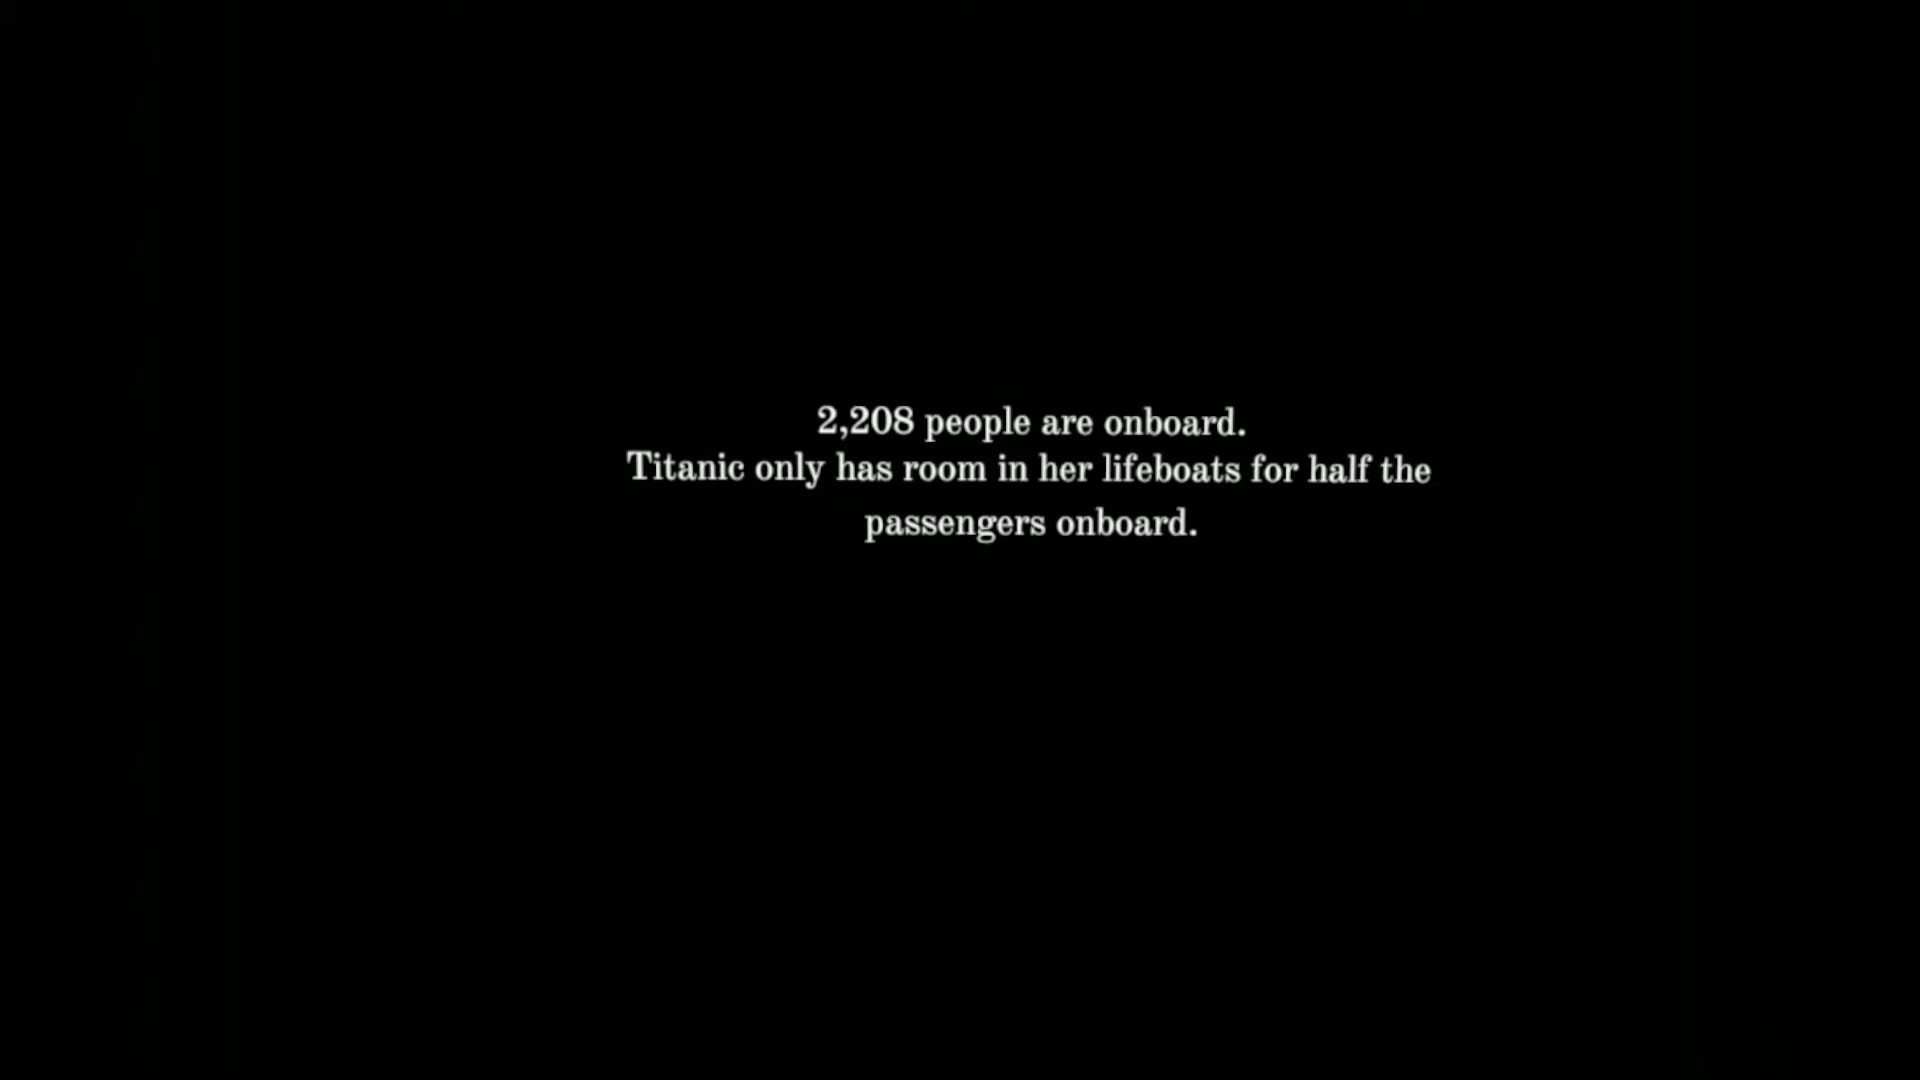 2,208 people are onboard.
Titanic only has room in her lifeboats for half the
passengers onboard.